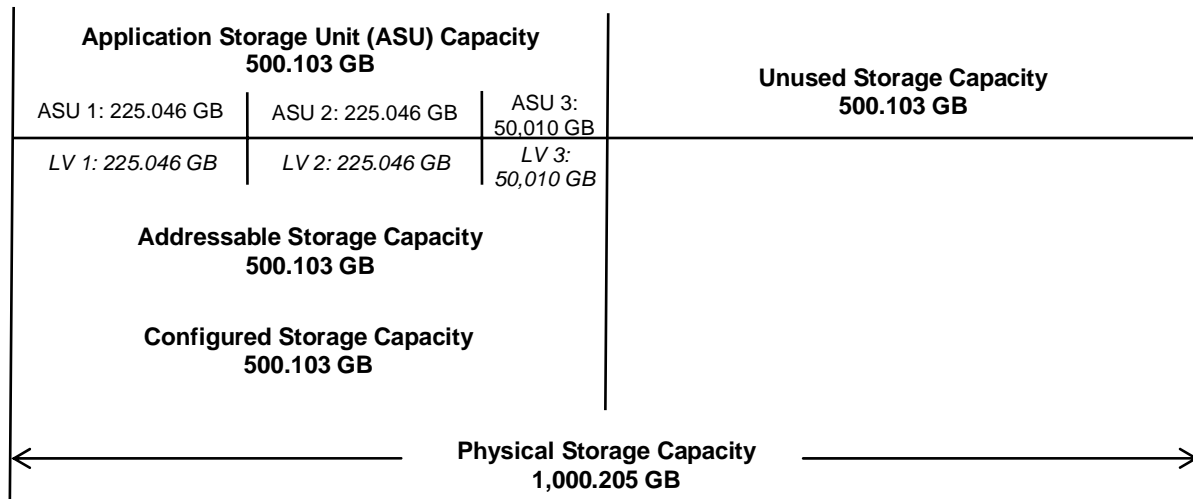 Application Storage Unit (ASU) Capacity
500.103 GB
Unused Storage Capacity
500.103 GB
ASU 1: 225.046 GB
ASU 2: 225.046 GB
ASU 3:
50,010 GB
LV 1: 225.046 GB
LV 2: 225.046 GB
LV 3:
50,010 GB
Addressable Storage Capacity
500.103 GB
Configured Storage Capacity
500.103 GB
Physical Storage Capacity
1,000.205 GB